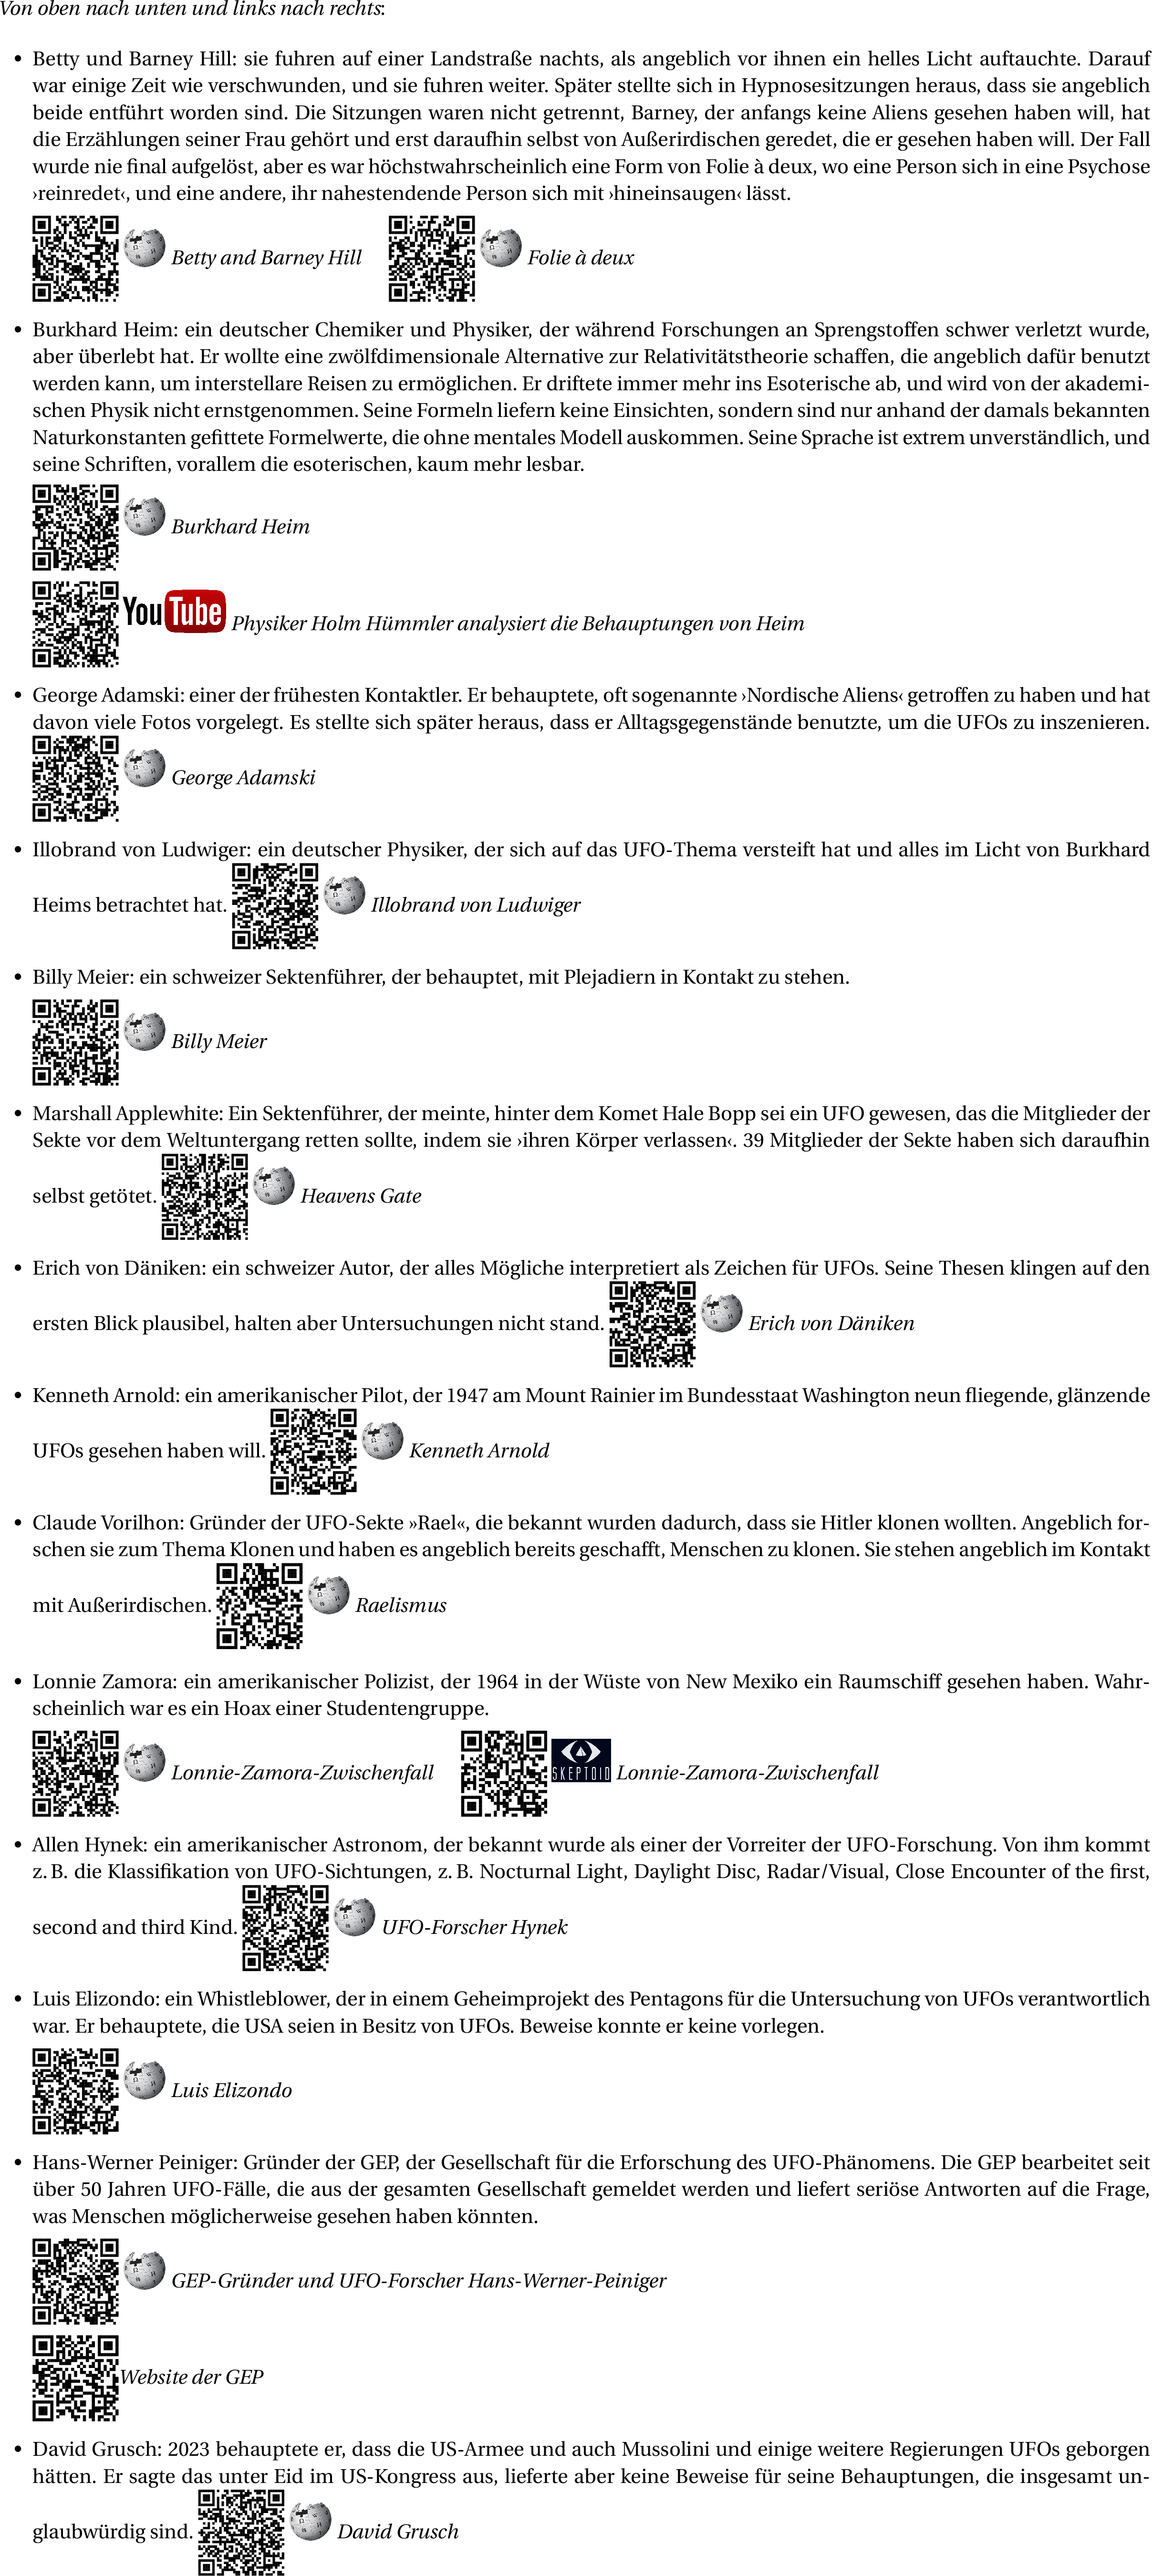 Von oben nach unten und links nach rechts:
• Betty und Barney Hill: sie fuhren auf einer Landstraße nachts, als angeblich vor ihnen ein helles Licht auftauchte. Darauf
war einige Zeit wie verschwunden, und sie fuhren weiter. Später stellte sich in Hypnosesitzungen heraus, dass sie angeblich
beide entführt worden sind. Die Sitzungen waren nicht getrennt, Barney, der anfangs keine Aliens gesehen haben will, hat
die Erzählungen seiner Frau gehört und erst daraufhin selbst von Außerirdischen geredet, die er gesehen haben will. Der Fall
wurde nie final aufgelöst, aber es war höchstwahrscheinlich eine Form von Folie à deux, wo eine Person sich in eine Psychose
›reinredet‹, und eine andere, ihr nahestendende Person sich mit ›hineinsaugen‹ lässt.
Betty and Barney Hill Folie à deux
• Burkhard Heim: ein deutscher Chemiker und Physiker, der während Forschungen an Sprengstoffen schwer verletzt wurde,
aber überlebt hat. Er wollte eine zwölfdimensionale Alternative zur Relativitätstheorie schaffen, die angeblich dafür benutzt
werden kann, um interstellare Reisen zu ermöglichen. Er driftete immer mehr ins Esoterische ab, und wird von der akademi-
schen Physik nicht ernstgenommen. Seine Formeln liefern keine Einsichten, sondern sind nur anhand der damals bekannten
Naturkonstanten gefittete Formelwerte, die ohne mentales Modell auskommen. Seine Sprache ist extrem unverständlich, und
seine Schriften, vorallem die esoterischen, kaum mehr lesbar.
Burkhard Heim
YouTube Physiker Holm Hümmler analysiert die Behauptungen von Heim
• George Adamski: einer der frühesten Kontaktler. Er behauptete, oft sogenannte ›Nordische Aliens‹ getroffen zu haben und hat
davon viele Fotos vorgelegt. Es stellte sich später heraus, dass er Alltagsgegenstände benutzte, um die UFOs zu inszenieren.
George Adamski
• Illobrand von Ludwiger: ein deutscher Physiker, der sich auf das UFO-Thema versteift hat und alles im Licht von Burkhard
Heims betrachtet hat. Illobrand von Ludwiger
• Billy Meier: ein schweizer Sektenführer, der behauptet, mit Plejadiern in Kontakt zu stehen.
Billy Meier
• Marshall Applewhite: Ein Sektenführer, der meinte, hinter dem Komet Hale Bopp sei ein UFO gewesen, das die Mitglieder der
Sekte vor dem Weltuntergang retten sollte, indem sie ›ihren Körper verlassen‹. 39 Mitglieder der Sekte haben sich daraufhin
selbst getötet. Heavens Gate
• Erich von Däniken: ein schweizer Autor, der alles Mögliche interpretiert als Zeichen für UFOs. Seine Thesen klingen auf den
ersten Blick plausibel, halten aber Untersuchungen nicht stand. Erich von Däniken
• Kenneth Arnold: ein amerikanischer Pilot, der 1947 am Mount Rainier im Bundesstaat Washington neun fliegende, glänzende
UFOs gesehen haben will. Kenneth Arnold
• Claude Vorilhon: Gründer der UFO-Sekte »Rael«, die bekannt wurden dadurch, dass sie Hitler klonen wollten. Angeblich for-
schen sie zum Thema Klonen und haben es angeblich bereits geschafft, Menschen zu klonen. Sie stehen angeblich im Kontakt
mit Außerirdischen. Raelismus
• Lonnie Zamora: ein amerikanischer Polizist, der 1964 in der Wüste von New Mexiko ein Raumschiff gesehen haben. Wahr-
scheinlich war es ein Hoax einer Studentengruppe.
Lonnie-Zamora-Zwischenfall SKEPTOID Lonnie-Zamora-Zwischenfall
• Allen Hynek: ein amerikanischer Astronom, der bekannt wurde als einer der Vorreiter der UFO-Forschung. Von ihm kommt
z. B. die Klassifikation von UFO-Sichtungen, z. B. Nocturnal Light, Daylight Disc, Radar/Visual, Close Encounter of the first,
second and third Kind. UFO-Forscher Hynek
• Luis Elizondo: ein Whistleblower, der in einem Geheimprojekt des Pentagons für die Untersuchung von UFOs verantwortlich
war. Er behauptete, die USA seien in Besitz von UFOs. Beweise konnte er keine vorlegen.
Luis Elizondo
• Hans-Werner Peiniger: Gründer der GEP, der Gesellschaft für die Erforschung des UFO-Phänomens. Die GEP bearbeitet seit
über 50 Jahren UFO-Fälle, die aus der gesamten Gesellschaft gemeldet werden und liefert seriöse Antworten auf die Frage,
was Menschen möglicherweise gesehen haben könnten.
GEP-Gründer und UFO-Forscher Hans-Werner-Peiniger
Website der GEP
• David Grusch: 2023 behauptete er, dass die US-Armee und auch Mussolini und einige weitere Regierungen UFOs geborgen
hätten. Er sagte das unter Eid im US-Kongress aus, lieferte aber keine Beweise für seine Behauptungen, die insgesamt un-
glaubwürdig sind. David Grusch